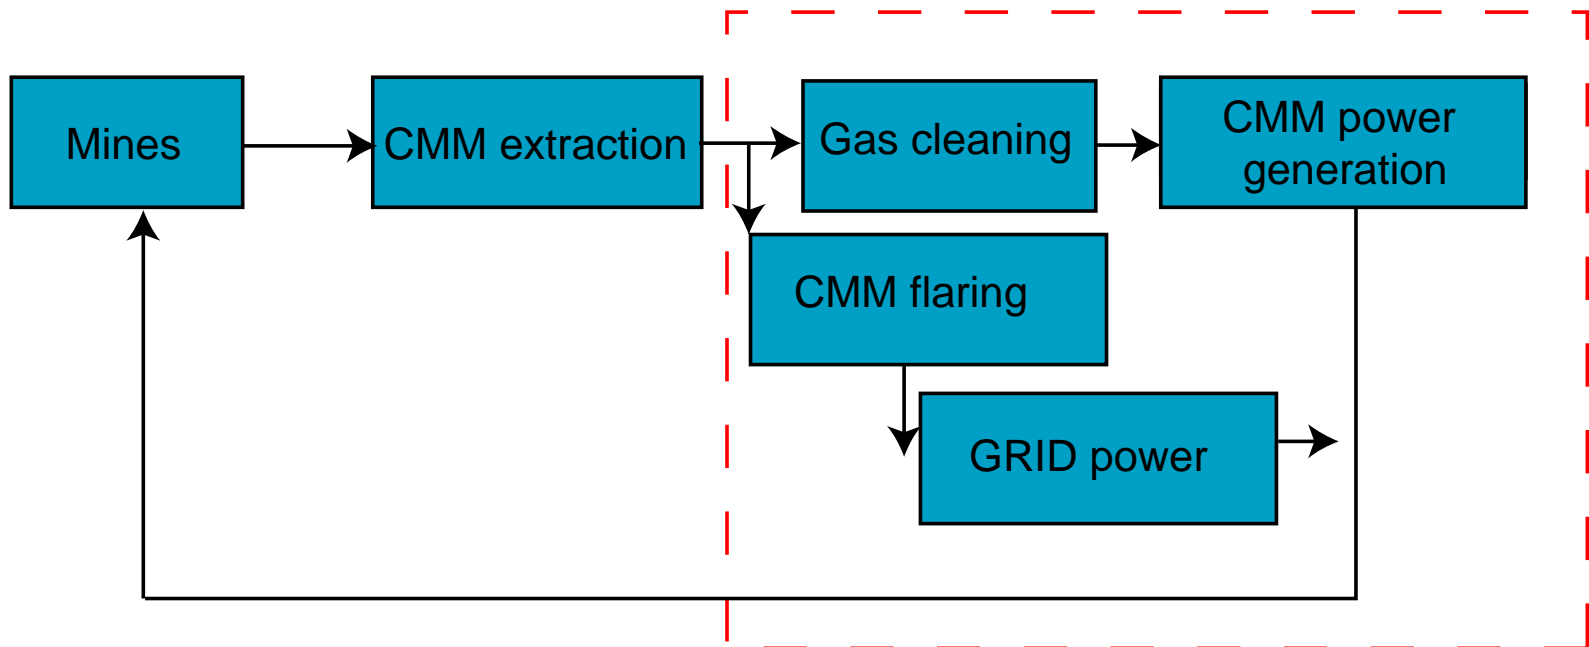 Mines
CMM extraction
Gas cleaning
CMM power
generation
CMM flaring
GRID power